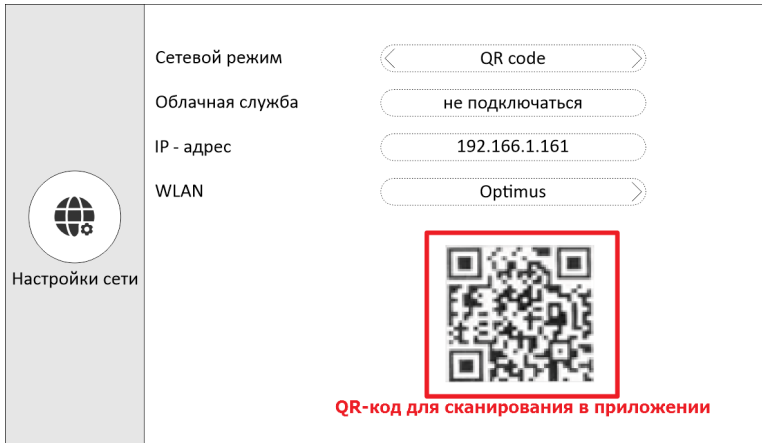 Сетевой режим QR code
Облачная служба не подключаться
IP - адрес 192.166.1.161
WLAN Optimus
Настройки сети
QR-код для сканирования в приложении